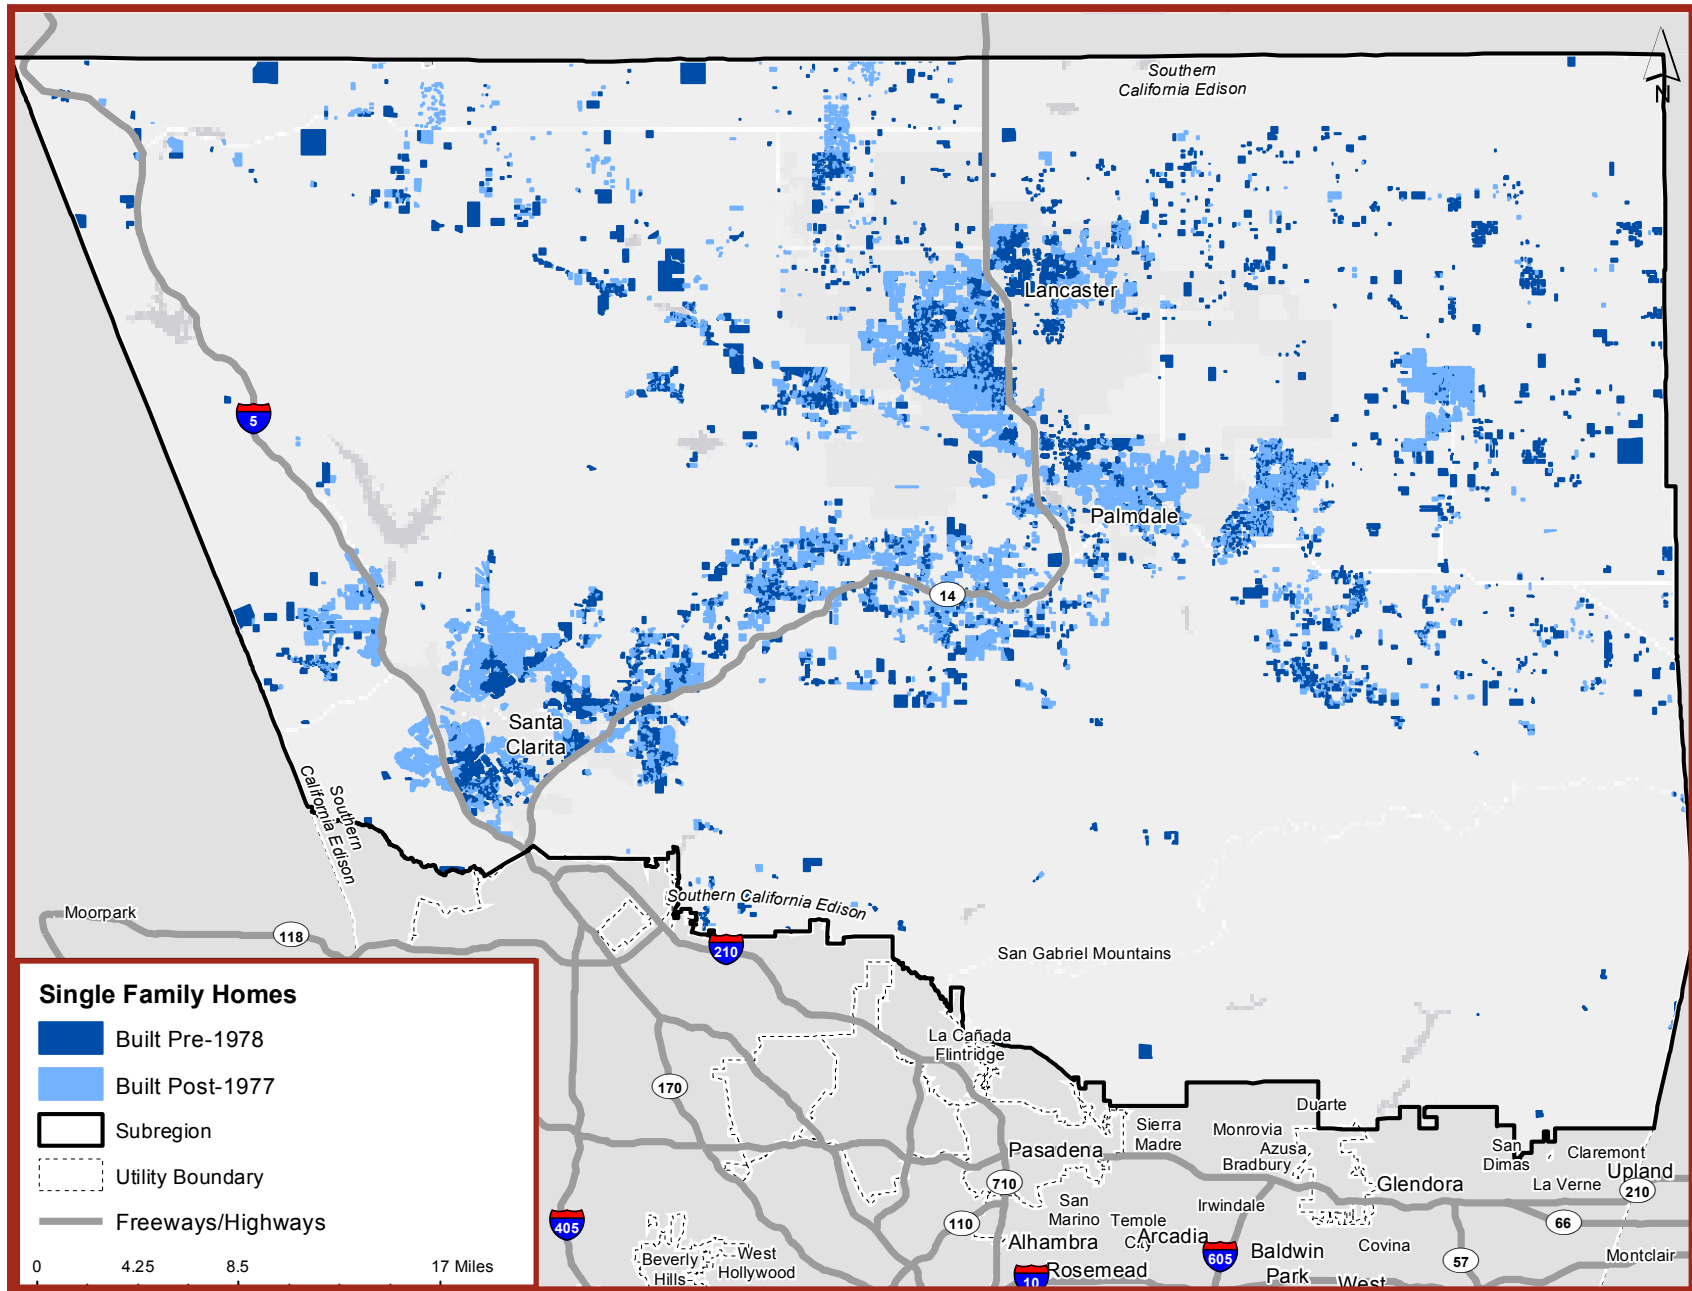 Southern
California Edison
N
Lancaster
5
Palmdale
14
Santa
Clarita
Southern
California Edison
Southern California Edison
Moorpark
118
210
San Gabriel Mountains
La Cañada
Flintridge
170
Duarte
Sierra
Madre
Monrovia
Azusa
Bradbury
San
Dimas
Claremont
Upland
La Verne
210
Pasadena
710
Glendora
San
Marino
Irwindale
110
Temple
City
Arcadia
66
405
Alhambra
605
Baldwin
Park
Covina
57
Montclair
Beverly
Hills
West
Hollywood
10
Rosemead
West
Single Family Homes
Built Pre-1978
Built Post-1977
Subregion
Utility Boundary
Freeways/Highways
0 4.25 8.5 17 Miles